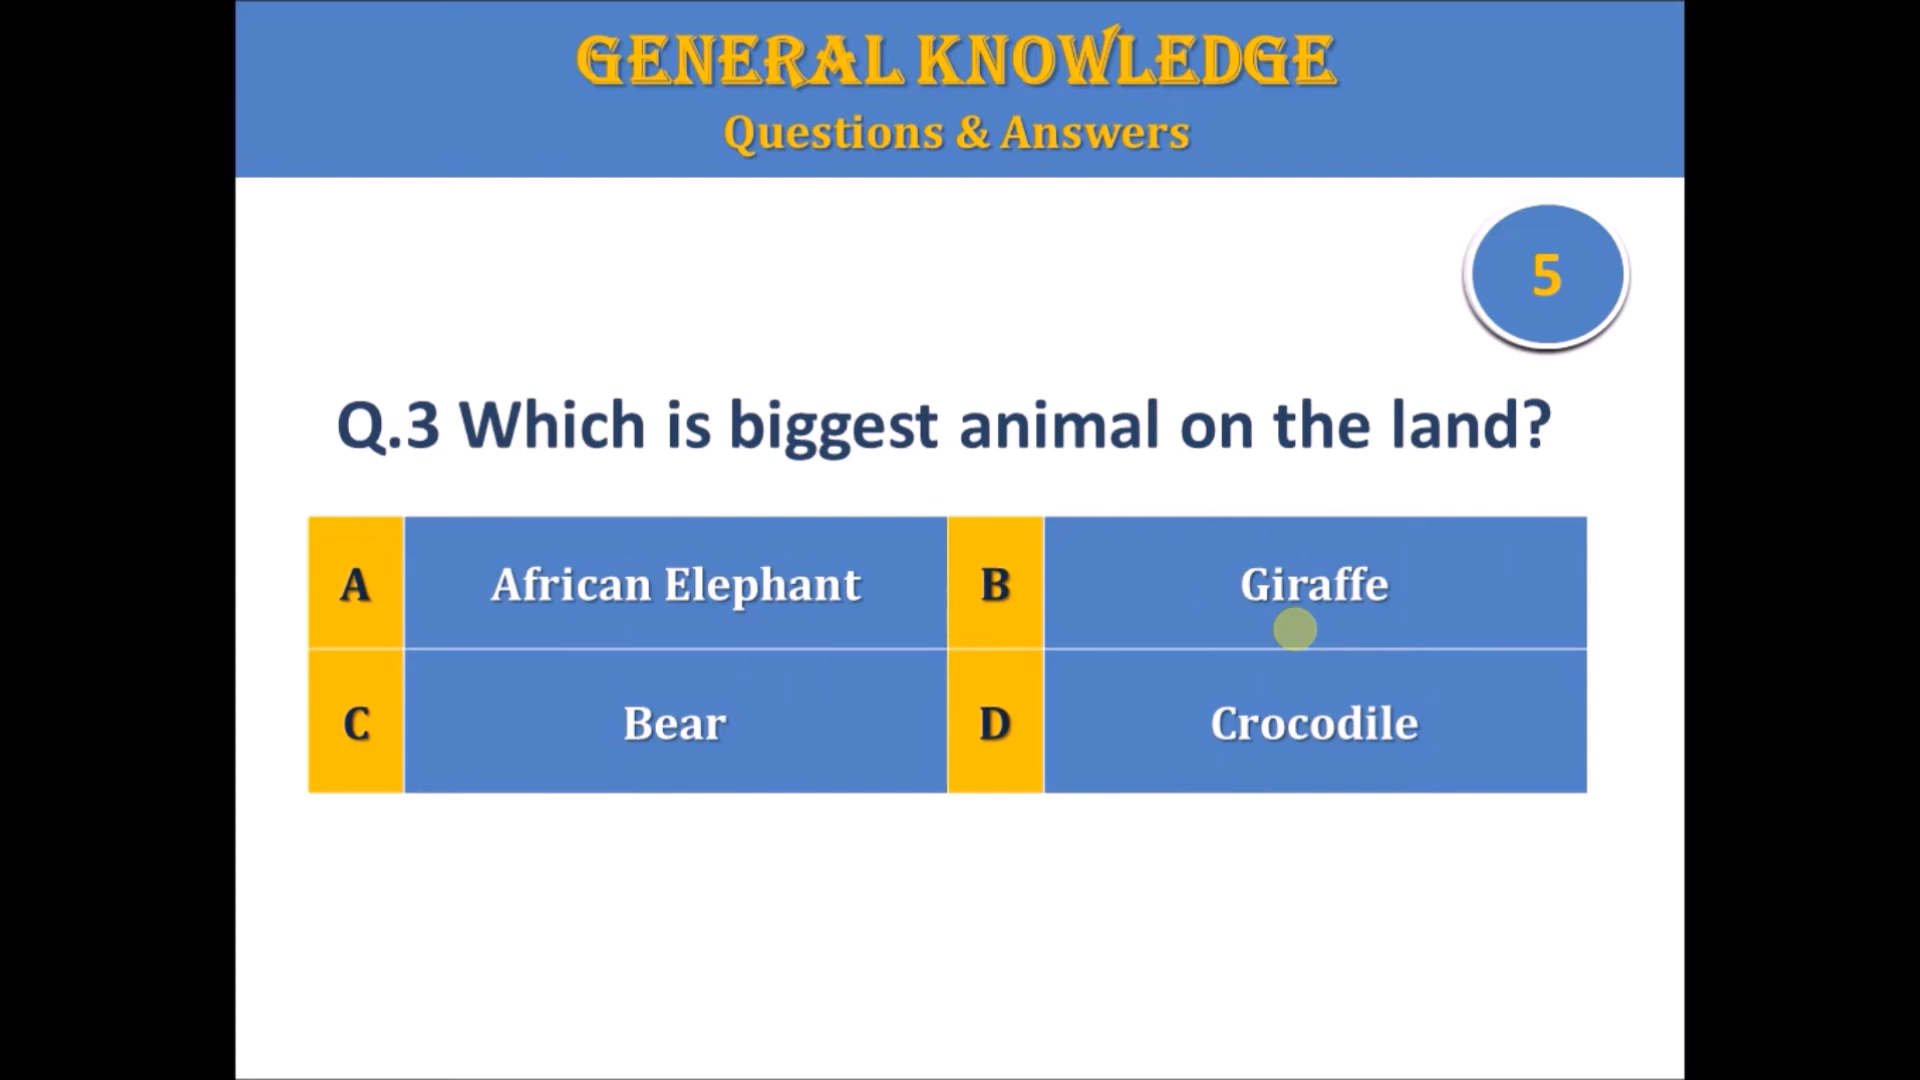 GENERAL KNOWLEDGE
Questions & Answers
5
Q.3 Which is biggest animal on the land?
A African Elephant B Giraffe
C Bear D Crocodile